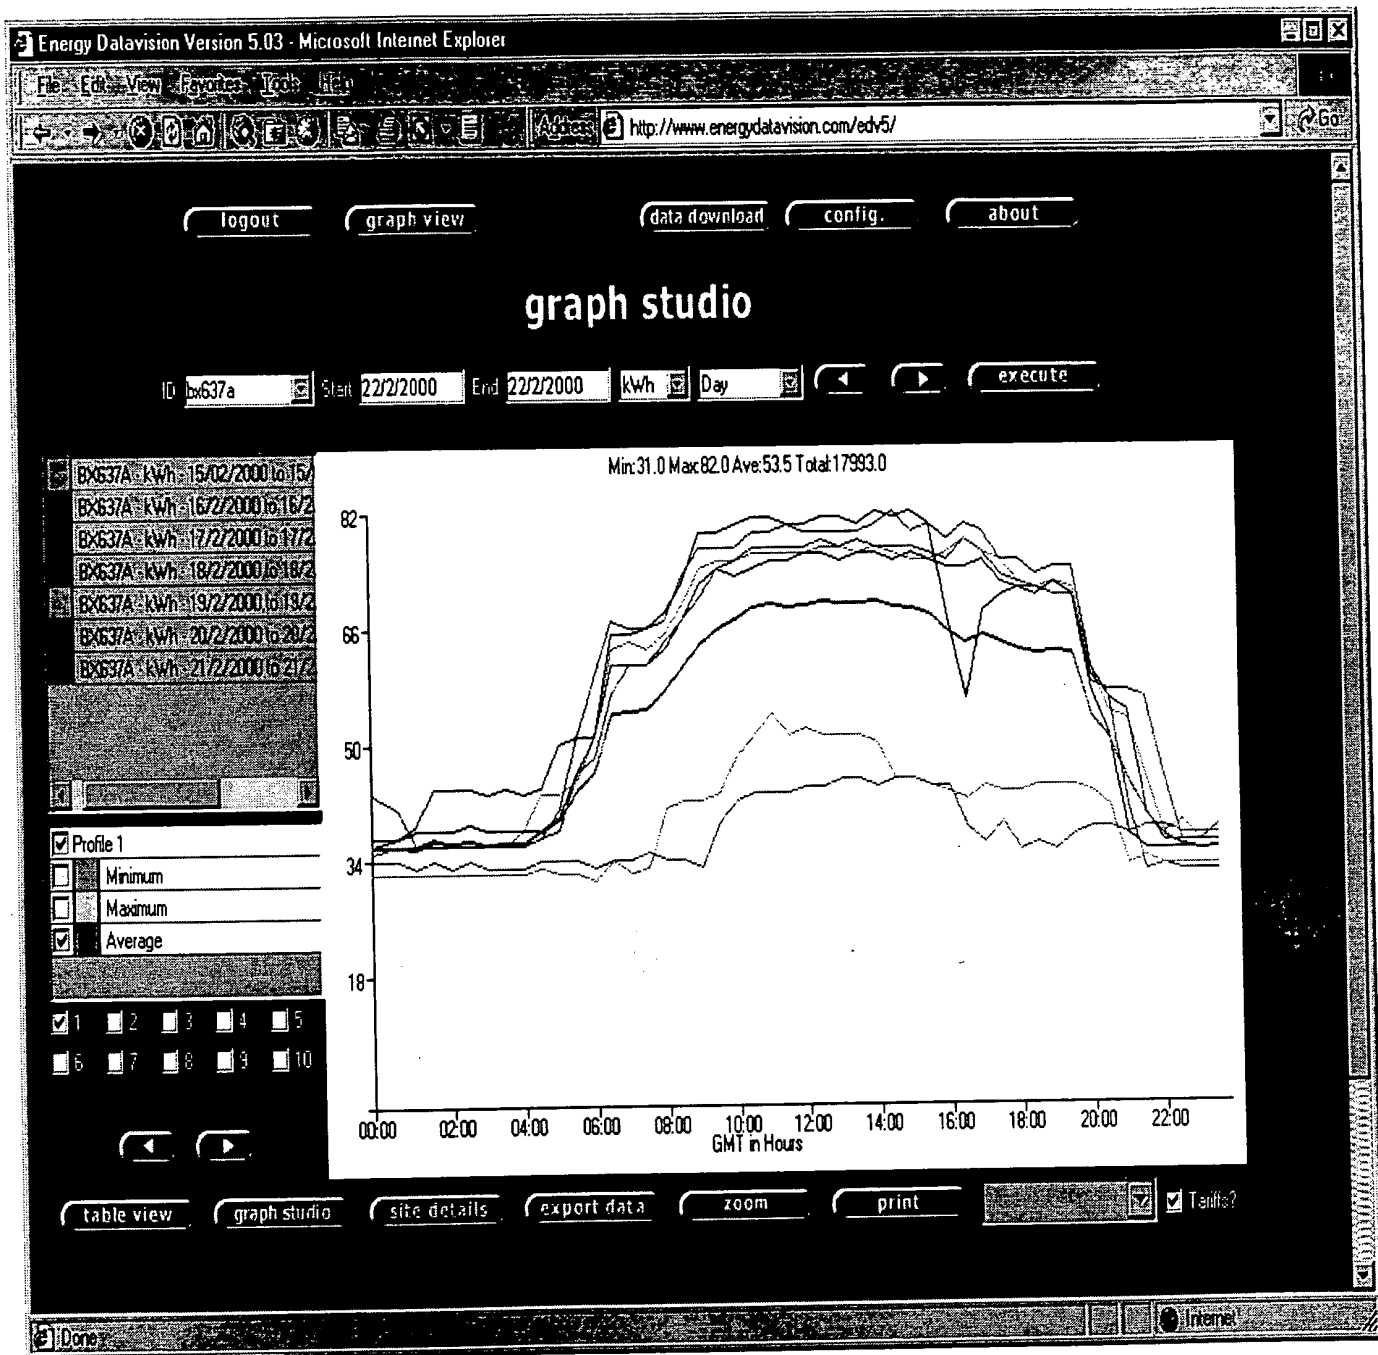 Energy Datavision Version 5.03 - Microsoft Internet Explorer
File Edit View Favorites Tools Help
Address http://www.energydatavision.com/edv5/ Go
logout graph view data download config. about
graph studio
ID bx637a Start 22/2/2000 End 22/2/2000 kWh Day execute
BX637A - kWh - 15/02/2000 to 15/
BX637A - kWh - 16/2/2000 to 16/2
BX637A - kWh - 17/2/2000 to 17/2
BX637A - kWh - 18/2/2000 to 18/2
BX637A - kWh - 19/2/2000 to 19/2
BX637A - kWh - 20/2/2000 to 20/2
BX637A - kWh - 21/2/2000 to 21/2
Profile 1
Minimum
Maximum
Average
1 2 3 4 5
6 7 8 9 10
Min:31.0 Max:82.0 Ave:53.5 Total:17993.0
82
66
50
34
18
00:00 02:00 04:00 06:00 08:00 10:00 12:00 14:00 16:00 18:00 20:00 22:00
GMT in Hours
table view graph studio site details export data zoom print Tariffs?
Done Internet